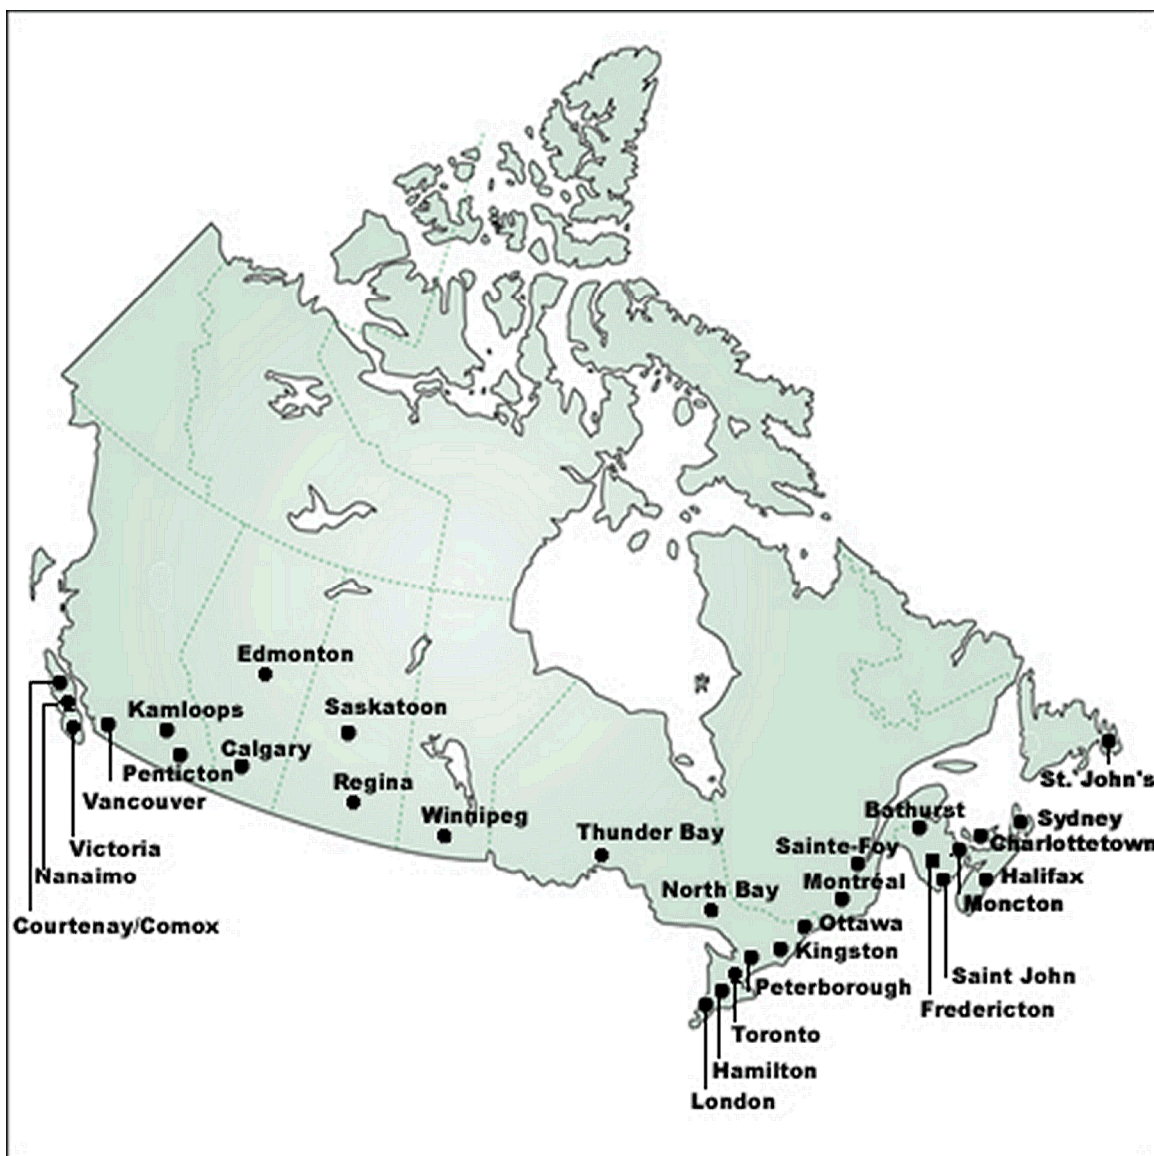 Edmonton
Kamloops
Saskatoon
Calgary
Penticton
Regina
Vancouver
Winnipeg
Victoria
Nanaimo
Courtenay/Comox
Thunder Bay
North Bay
Sainte-Foy
Montréal
Ottawa
Kingston
Peterborough
Toronto
Hamilton
London
St. John's
Bathurst
Sydney
Charlottetown
Halifax
Moncton
Saint John
Fredericton